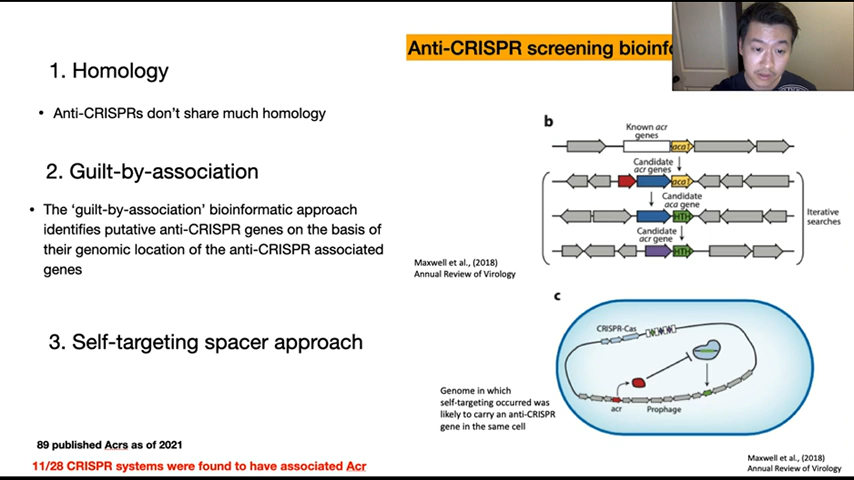 Anti-CRISPR screening bioinfo
1. Homology
• Anti-CRISPRs don't share much homology
2. Guilt-by-association
• The 'guilt-by-association' bioinformatic approach
identifies putative anti-CRISPR genes on the basis of
their genomic location of the anti-CRISPR associated
genes
3. Self-targeting spacer approach
89 published Acrs as of 2021
11/28 CRISPR systems were found to have associated Acr
b
Known acr
genes
aca1
Candidate
acr genes
aca1
Candidate
aca gene
HTH
Candidate
acr gene
HTH
Iterative
searches
Maxwell et al., (2018)
Annual Review of Virology
c
CRISPR-Cas
acr
Prophage
Genome in which
self-targeting occurred was
likely to carry an anti-CRISPR
gene in the same cell
Maxwell et al., (2018)
Annual Review of Virology